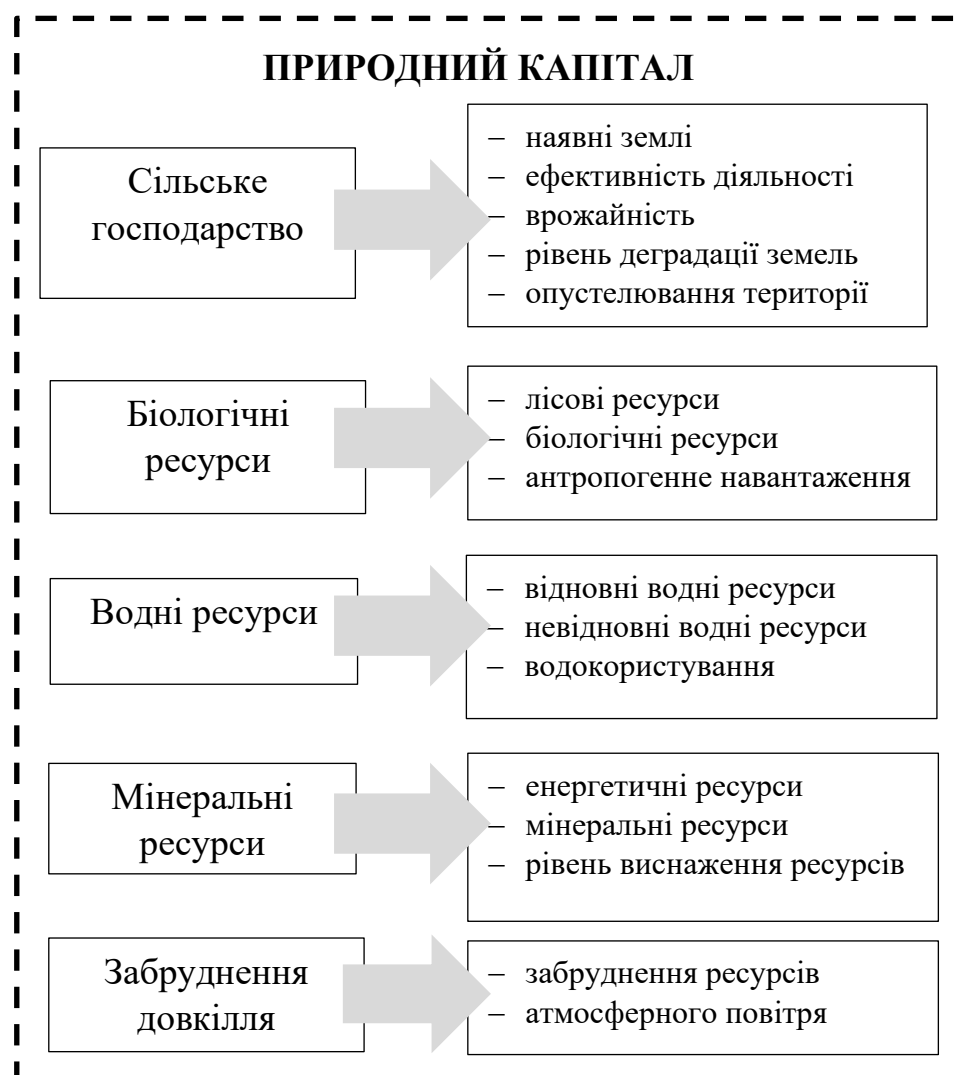 ПРИРОДНИЙ КАПІТАЛ
Сільське
господарство
– наявні землі
– ефективність діяльності
– врожайність
– рівень деградації земель
– опустелювання території
Біологічні
ресурси
– лісові ресурси
– біологічні ресурси
– антропогенне навантаження
Водні ресурси
– відновні водні ресурси
– невідновні водні ресурси
– водокористування
Мінеральні
ресурси
– енергетичні ресурси
– мінеральні ресурси
– рівень виснаження ресурсів
Забруднення
довкілля
– забруднення ресурсів
– атмосферного повітря